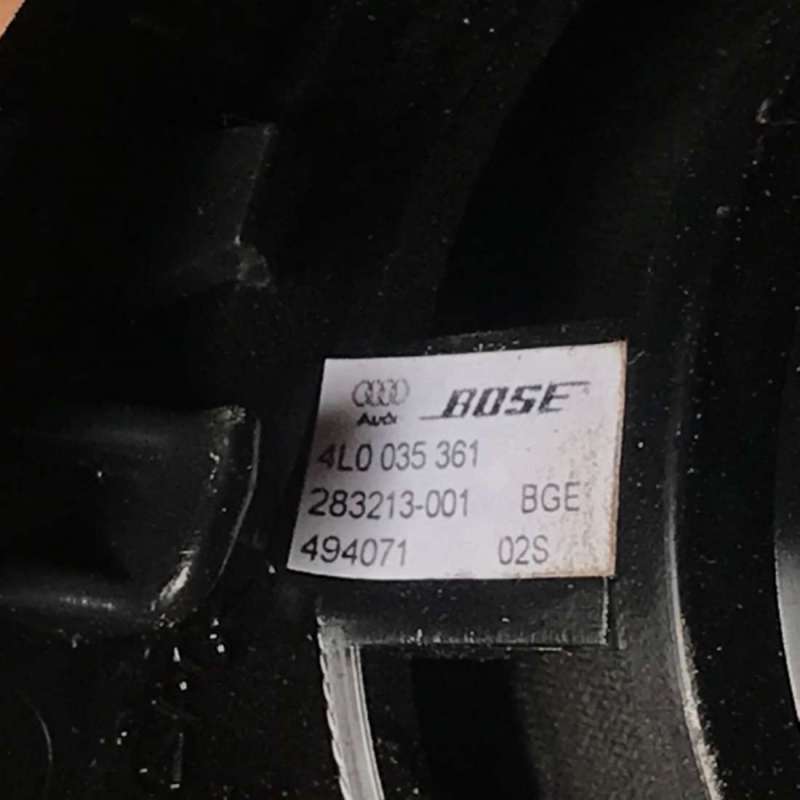 Audi BOSE
4L0 035 361
283213-001 BGE
494071 02S